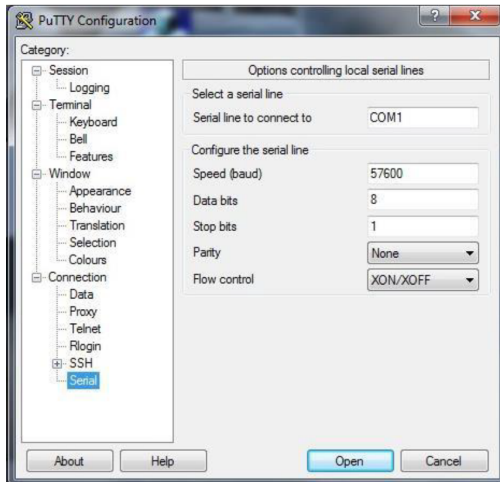 PuTTY Configuration
?
X
Category:
Session
Logging
Terminal
Keyboard
Bell
Features
Window
Appearance
Behaviour
Translation
Selection
Colours
Connection
Data
Proxy
Telnet
Rlogin
SSH
Serial
Options controlling local serial lines
Select a serial line
Serial line to connect to COM1
Configure the serial line
Speed (baud) 57600
Data bits 8
Stop bits 1
Parity None
Flow control XON/XOFF
About Help Open Cancel